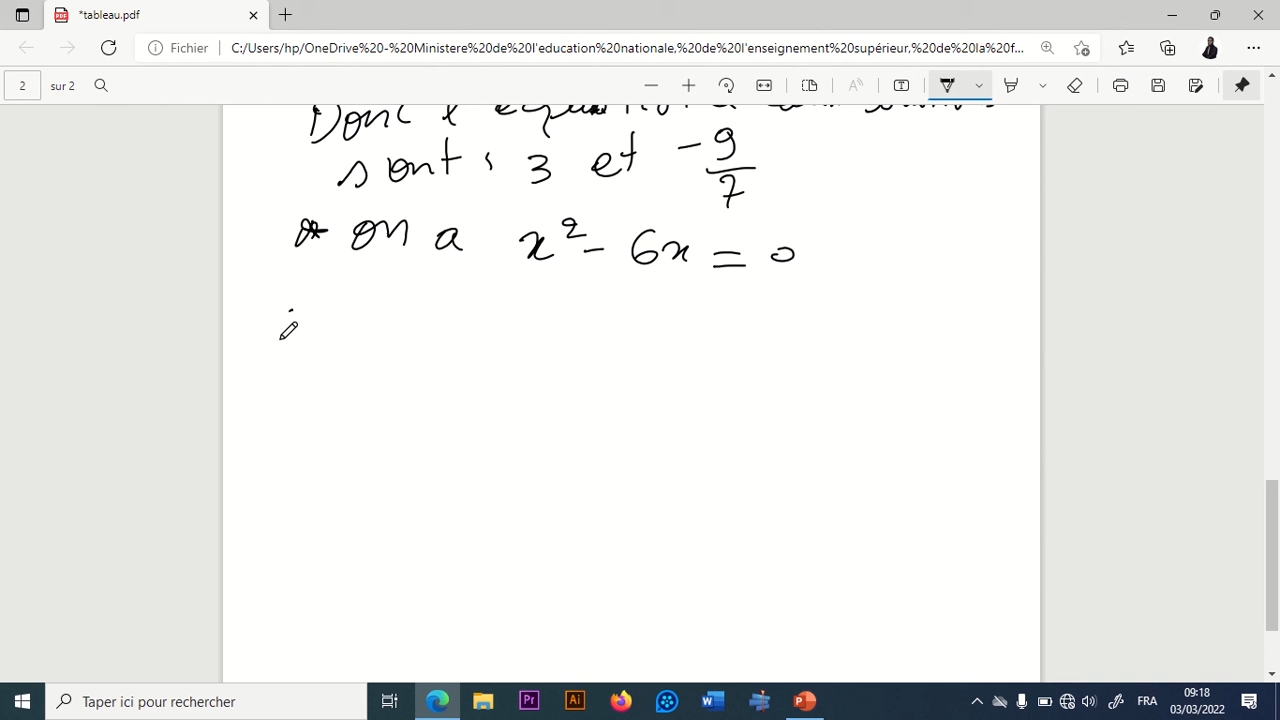 *tableau.pdf
Fichier C:/Users/hp/OneDrive%20-%20Ministere%20de%20l'education%20nationale,%20de%20l'enseignement%20supérieur,%20de%20la%20f...
2 sur 2
Donc l'equation a
sont : 3 et -9/7
* on a x² - 6x = 0
i
Taper ici pour rechercher
FRA
09:18
03/03/2022